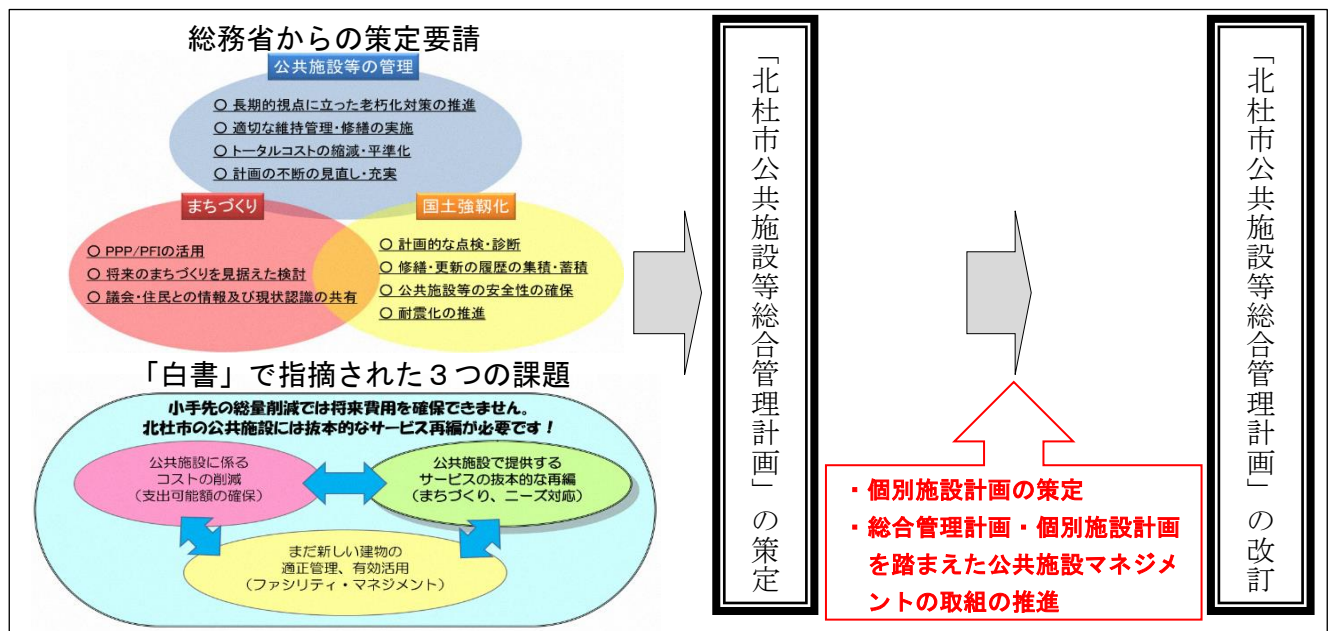 総務省からの策定要請
公共施設等の管理
○ 長期的視点に立った老朽化対策の推進
○ 適切な維持管理・修繕の実施
○ トータルコストの縮減・平準化
○ 計画の不断の見直し・充実
まちづくり
○ PPP/PFIの活用
○ 将来のまちづくりを見据えた検討
○ 議会・住民との情報及び現状認識の共有
国土強靱化
○ 計画的な点検・診断
○ 修繕・更新の履歴の集積・蓄積
○ 公共施設等の安全性の確保
○ 耐震化の推進
「白書」で指摘された３つの課題
小手先の総量削減では将来費用を確保できません。
北杜市の公共施設には抜本的なサービス再編が必要です！
公共施設に係る
コストの削減
(支出可能額の確保)
公共施設で提供する
サービスの抜本的な再編
(まちづくり、ニーズ対応)
まだ新しい建物の
適正管理、有効活用
(ファシリティ・マネジメント)
「北杜市公共施設等総合管理計画」の策定
・個別施設計画の策定
・総合管理計画・個別施設計画
を踏まえた公共施設マネジメ
ントの取組の推進
「北杜市公共施設等総合管理計画」の改訂